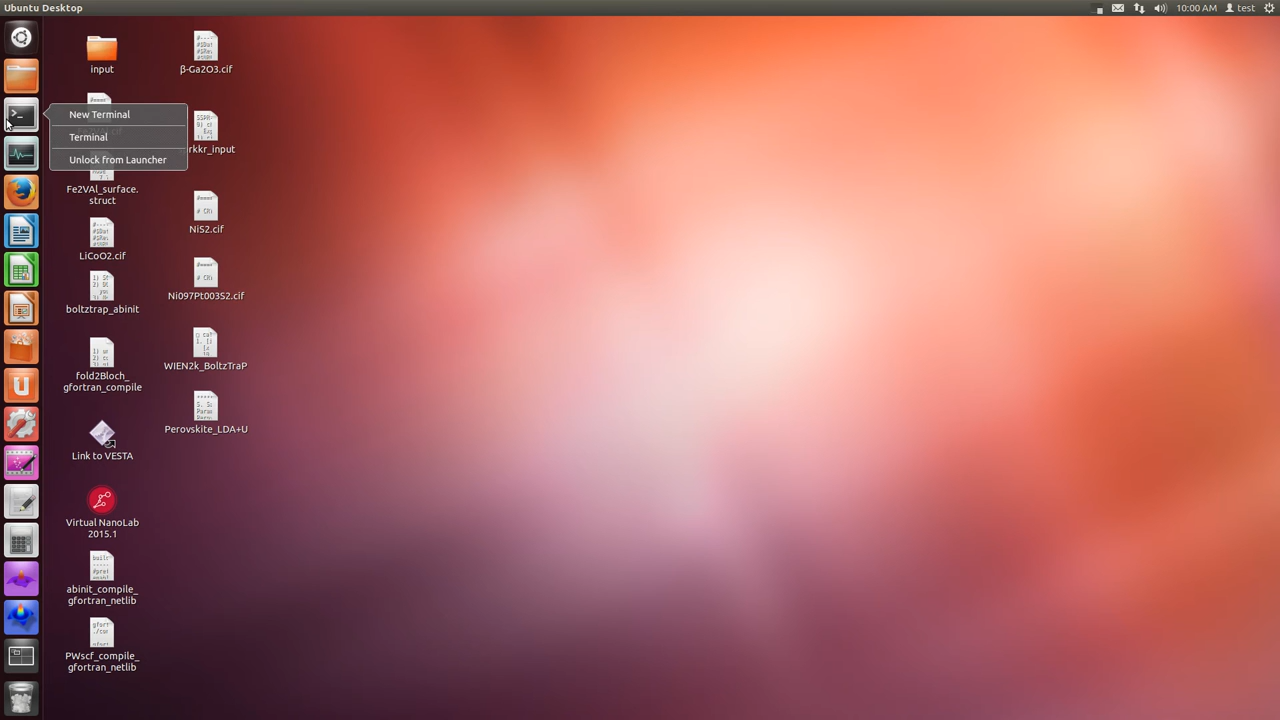 Ubuntu Desktop
10:00 AM
test
input
β-Ga2O3.cif
New Terminal
Terminal
Unlock from Launcher
Fe2VAl_surface.
struct
NiS2.cif
LiCoO2.cif
Ni097Pt003S2.cif
boltztrap_abinit
WIEN2k_BoltzTraP
fold2Bloch_
gfortran_compile
Perovskite_LDA+U
Link to VESTA
Virtual NanoLab
2015.1
abinit_compile_
gfortran_netlib
PWscf_compile_
gfortran_netlib